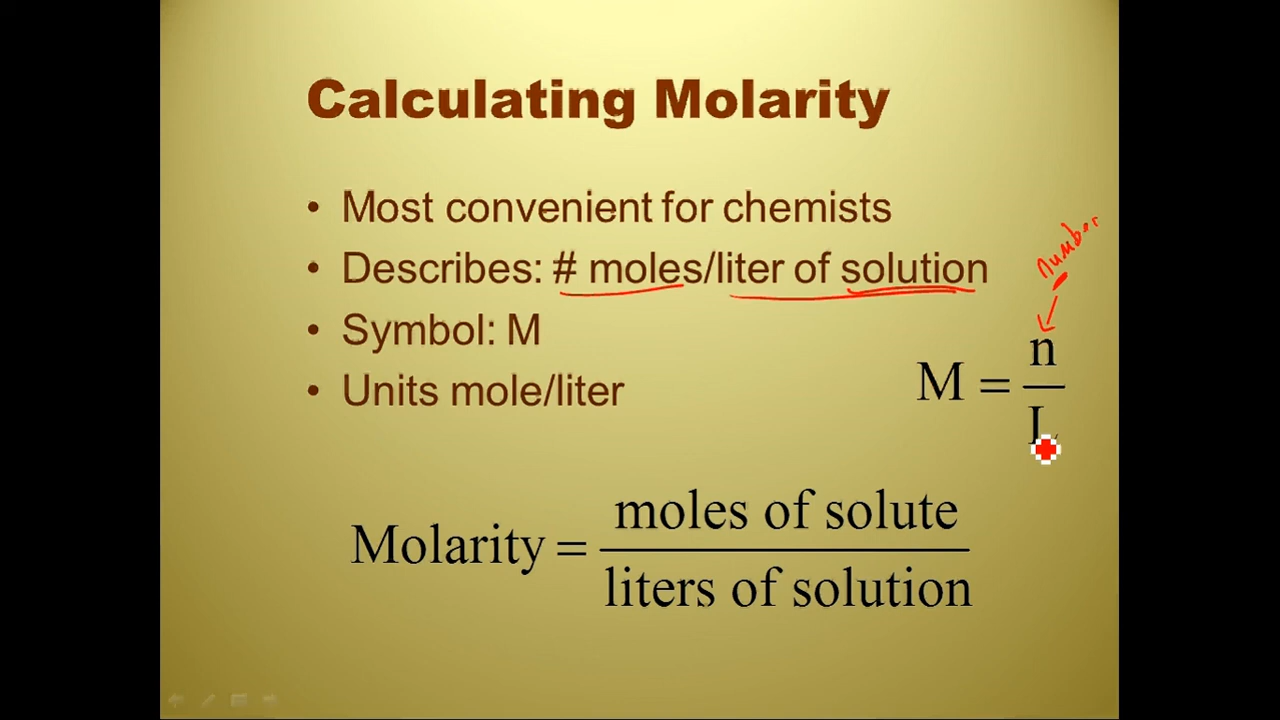 Calculating Molarity
• Most convenient for chemists
• Describes: # moles/liter of solution
number
• Symbol: M
• Units mole/liter
M = n
L
Molarity = moles of solute
liters of solution